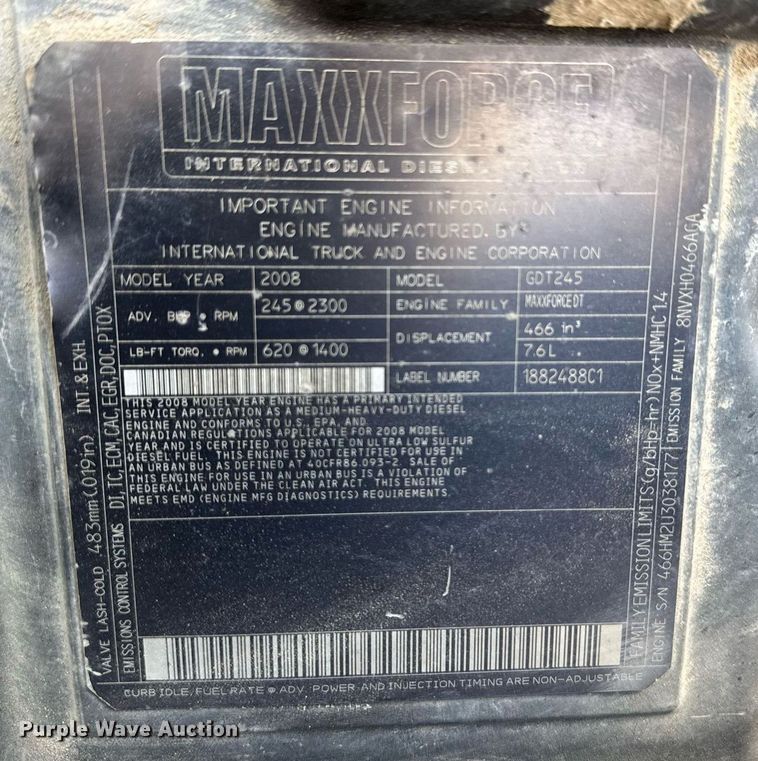 MAXXFORCE
INTERNATIONAL DIESEL
IMPORTANT ENGINE INFORMATION
ENGINE MANUFACTURED BY
INTERNATIONAL TRUCK AND ENGINE CORPORATION
MODEL YEAR 2008 MODEL GDT245
ADV. BHP @ RPM 245@2300 ENGINE FAMILY MAXXFORCE DT
DISPLACEMENT 466 in³
LB-FT TORQ. @ RPM 620 @ 1400 7.6L
LABEL NUMBER 1882488C1
THIS 2008 MODEL YEAR ENGINE HAS A PRIMARY INTENDED
SERVICE APPLICATION AS A MEDIUM-HEAVY-DUTY DIESEL
ENGINE AND CONFORMS TO U.S., EPA, AND
CANADIAN REGULATIONS APPLICABLE FOR 2008 MODEL
YEAR AND IS CERTIFIED TO OPERATE ON ULTRA LOW SULFUR
DIESEL FUEL. THIS ENGINE IS NOT CERTIFIED FOR USE IN
AN URBAN BUS AS DEFINED AT 40CFR86.093-2. SALE OF
THIS ENGINE FOR USE IN AN URBAN BUS IS A VIOLATION OF
FEDERAL LAW UNDER THE CLEAN AIR ACT. THIS ENGINE
MEETS EMD (ENGINE MFG DIAGNOSTICS) REQUIREMENTS.
VALVE LASH-COLD .483mm (.019in) INT & EXH.
EMISSIONS CONTROL SYSTEMS DI, TC, ECM, CAC, EGR, DOC, PTOX
FAMILY EMISSION LIMITS (g/bHp-hr) NOx+NMHC 1.4
ENGINE S/N 466HM2U3038177 EMISSION FAMILY 8NVXH0466AGA
CURB IDLE, FUEL RATE @ ADV. POWER AND INJECTION TIMING ARE NON-ADJUSTABLE
Purple Wave Auction